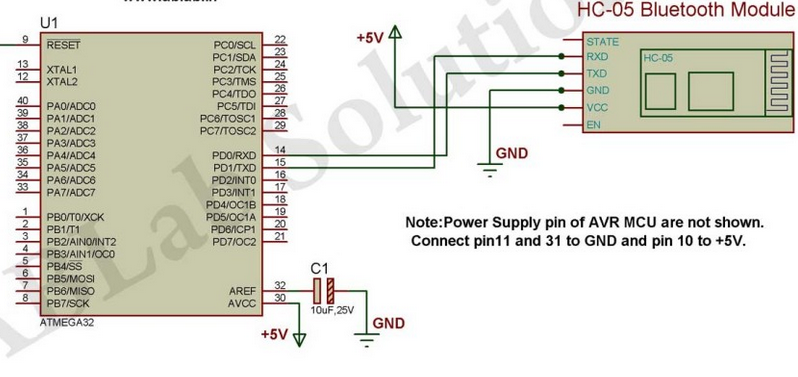 HC-05 Bluetooth Module
U1
9 RESET
13 XTAL1
12 XTAL2
40 PA0/ADC0
39 PA1/ADC1
38 PA2/ADC2
37 PA3/ADC3
36 PA4/ADC4
35 PA5/ADC5
34 PA6/ADC6
33 PA7/ADC7
1 PB0/T0/XCK
2 PB1/T1
3 PB2/AIN0/INT2
4 PB3/AIN1/OC0
5 PB4/SS
6 PB5/MOSI
7 PB6/MISO
8 PB7/SCK
PC0/SCL 22
PC1/SDA 23
PC2/TCK 24
PC3/TMS 25
PC4/TDO 26
PC5/TDI 27
PC6/TOSC1 28
PC7/TOSC2 29
PD0/RXD 14
PD1/TXD 15
PD2/INT0 16
PD3/INT1 17
PD4/OC1B 18
PD5/OC1A 19
PD6/ICP1 20
PD7/OC2 21
AREF 32
AVCC 30
ATMEGA32
C1
10uF,25V
+5V
GND
+5V
GND
STATE
RXD
TXD
GND
VCC
EN
HC-05
Note:Power Supply pin of AVR MCU are not shown.
Connect pin11 and 31 to GND and pin 10 to +5V.
Lab Solution